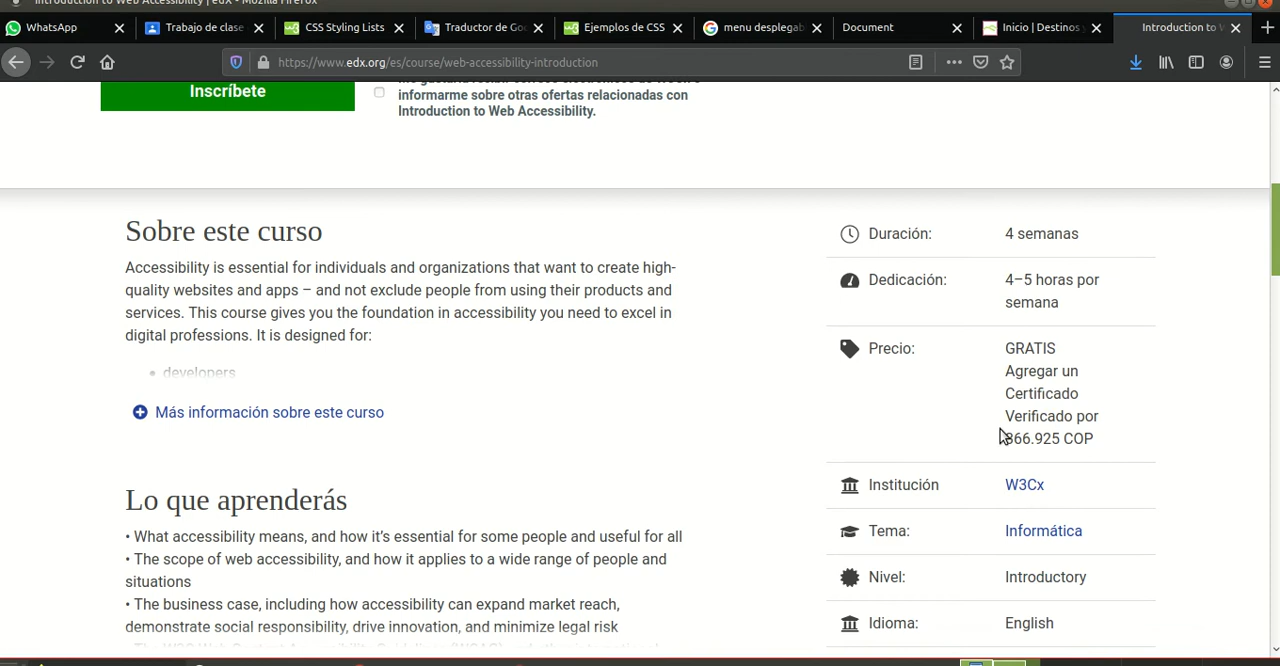 Introduction to Web Accessibility | edX - Mozilla Firefox
WhatsApp
Trabajo de clase
CSS Styling Lists
Traductor de Goo
Ejemplos de CSS
menu desplegab
Document
Inicio | Destinos y
Introduction to W
https://www.edx.org/es/course/web-accessibility-introduction
Inscríbete
informarme sobre otras ofertas relacionadas con
Introduction to Web Accessibility.
Sobre este curso
Accessibility is essential for individuals and organizations that want to create high-
quality websites and apps – and not exclude people from using their products and
services. This course gives you the foundation in accessibility you need to excel in
digital professions. It is designed for:
• developers
Más información sobre este curso
Lo que aprenderás
• What accessibility means, and how it's essential for some people and useful for all
• The scope of web accessibility, and how it applies to a wide range of people and
situations
• The business case, including how accessibility can expand market reach,
demonstrate social responsibility, drive innovation, and minimize legal risk
Duración: 4 semanas
Dedicación: 4–5 horas por
semana
Precio: GRATIS
Agregar un
Certificado
Verificado por
366.925 COP
Institución W3Cx
Tema: Informática
Nivel: Introductory
Idioma: English